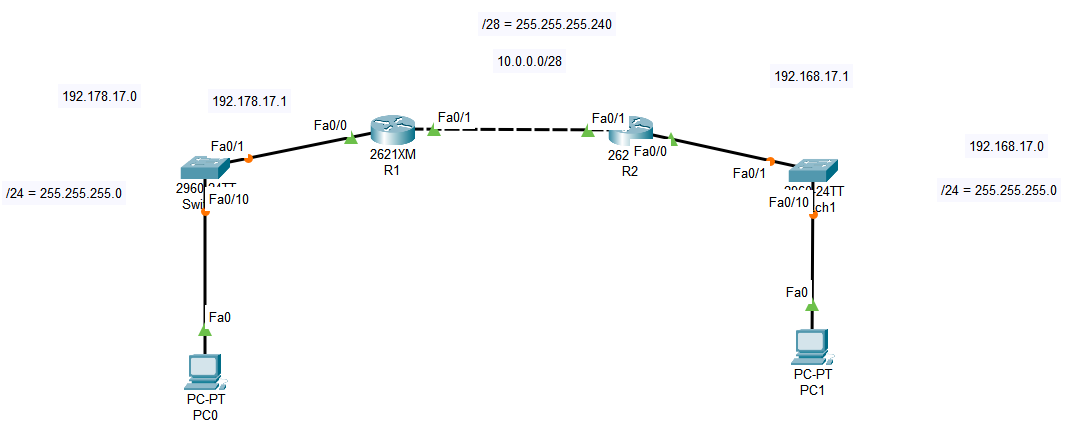 /28 = 255.255.255.240
10.0.0.0/28
192.168.17.1
192.178.17.0
192.178.17.1
Fa0/0
Fa0/1
Fa0/1
Fa0/1
2621XM
R1
262
R2
Fa0/0
Fa0/1
192.168.17.0
/24 = 255.255.255.0
2960-24TT
Swi
Fa0/10
2960-24TT
ch1
Fa0/10
/24 = 255.255.255.0
Fa0
PC-PT
PC0
Fa0
PC-PT
PC1